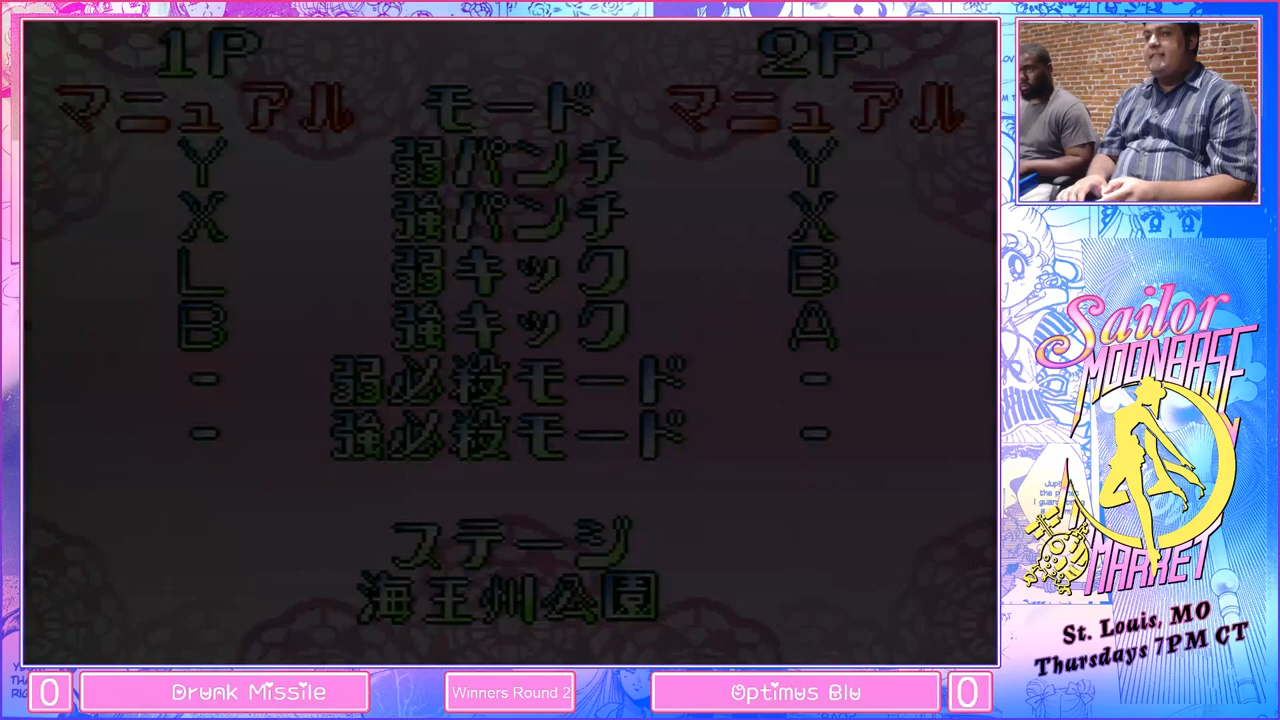 1P 2P
マニュアル モード マニュアル
Y 弱パンチ Y
X 強パンチ X
L 弱キック B
B 強キック A
- 弱必殺モード -
- 強必殺モード -
ステージ
海王州公園
Sailor
MOONBASE
MARKET
St. Louis, MO
Thursdays 7PM CT
0 Drunk Missile Winners Round 2 Optimus Blu 0